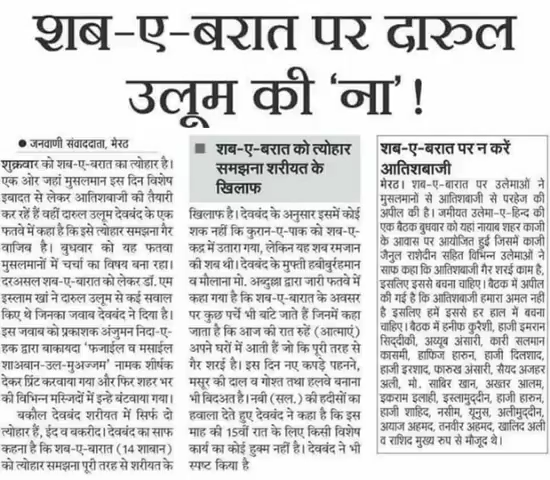 शब-ए-बरात पर दारुल
उलूम की 'ना'!
● जनवाणी संवाददाता, मेरठ
शुक्रवार को शब-ए-बरात का त्योहार है।
एक ओर जहां मुसलमान इस दिन विशेष
इबादत से लेकर आतिशबाजी की तैयारी
कर रहे हैं वहीं दारुल उलूम देवबंद के एक
फतवे में कहा है कि इसे त्योहार समझना गैर
वाजिब है। बुधवार को यह फतवा
मुसलमानों में चर्चा का विषय बना रहा।
दरअसल शब-ए-बारात को लेकर डॉ. एम
इस्लाम खां ने दारुल उलूम से कई सवाल
किए थे जिनका जवाब देवबंद ने दिया है।
इस जवाब को प्रकाशक अंजुमन निदा-ए-
हक द्वारा बाकायदा 'फजाईल व मसाईल
शाअबान-उल-मुअज्जम' नामक शीर्षक
देकर प्रिंट करवाया गया और फिर शहर भर
की विभिन्न मस्जिदों में इन्हे बंटवाया गया।
बकौल देवबंद शरीयत में सिर्फ दो
त्योहार हैं, ईद व बकरीद। देवबंद का साफ
कहना है कि शब-ए-बारात (14 शाबान)
को त्योहार समझना पूरी तरह से शरीयत के
■ शब-ए-बारात को त्योहार
समझना शरीयत के
खिलाफ
खिलाफ है। देवबंद के अनुसार इसमें कोई
शक नहीं कि कुरान-ए-पाक को शब-ए-
कद्र में उतारा गया, लेकिन यह शब रमजान
की शब थी। देवबंद के मुफ्ती हबीबुर्रहमान
व मौलाना मो. अब्दुल्ला द्वारा जारी फतवे में
कहा गया है कि शब-ए-बारात के अवसर
पर कुछ पर्चे भी बांटे जाते हैं जिनमें कहा
जाता है कि आज की रात रुहें (आत्माएं)
अपने घरों में आती हैं जो कि पूरी तरह से
गैर शरई है। इस दिन नए कपड़े पहनने,
मसूर की दाल व गोश्त तथा हलवे बनाना
भी बिदअत है। नबी (सल.) की हदीसों का
हवाला देते हुए देवबंद ने कहा है कि इस
माह की 15वीं रात के लिए किसी विशेष
कार्य का कोई हुक्म नहीं है। देवबंद ने भी
स्पष्ट किया है
शब-ए-बारात पर न करें
आतिशबाजी
मेरठ। शब-ए-बारात पर उलेमाओं ने
मुसलमानों से आतिशबाजी से परहेज की
अपील की है। जमीयत उलेमा-ए-हिन्द की
एक बैठक बुधवार को यहां नायाब शहर काजी
के आवास पर आयोजित हुई जिसमें काजी
जैनुल राशेदीन सहित विभिन्न उलेमाओं ने
साफ कहा कि आतिशबाजी गैर शरई काम है,
इसलिए इससे बचना चाहिए। बैठक में अपील
की गई है कि आतिशबाजी हमारा अमल नहीं
है इसलिए हमें इससे हर हाल में बचना
चाहिए। बैठक में हनीफ कुरैशी, हाजी इमरान
सिद्दीकी, अय्यूब अंसारी, कारी सलमान
कासमी, हाफिज हारुन, हाजी दिलशाद,
हाजी इरशाद, फारुख अंसारी, सैयद अजहर
अली, मो. साबिर खान, अख्तर आलम,
इकराम इलाही, इस्लामुद्दीन, हाजी हारुन,
हाजी शाहिद, नसीम, यूनुस, अलीमुद्दीन,
अयाज अहमद, तनवीर अहमद, खालिद अली
व राशिद मुख्य रुप से मौजूद थे।